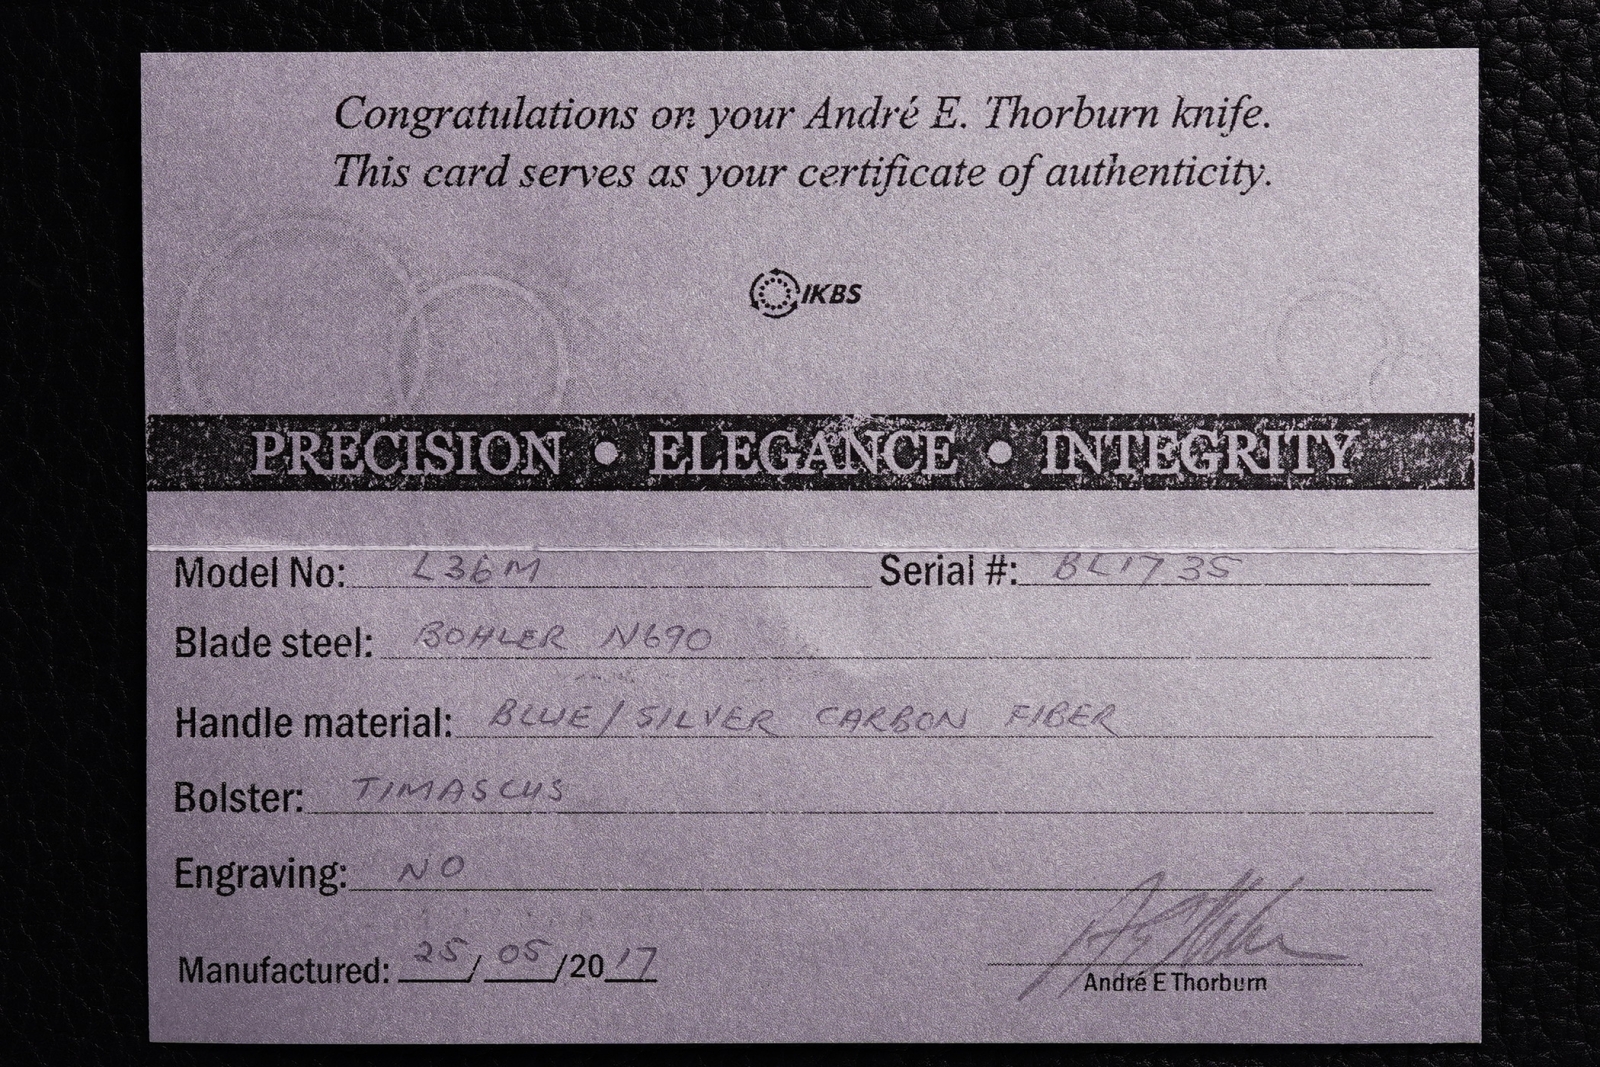 Congratulations on your André E. Thorburn knife.
This card serves as your certificate of authenticity.
IKBS
PRECISION • ELEGANCE • INTEGRITY
Model No: L36M Serial #: BL1735
Blade steel: BOHLER N690
Handle material: BLUE/SILVER CARBON FIBER
Bolster: TIMASCUS
Engraving: NO
Manufactured: 25/05/2017
André E Thorburn